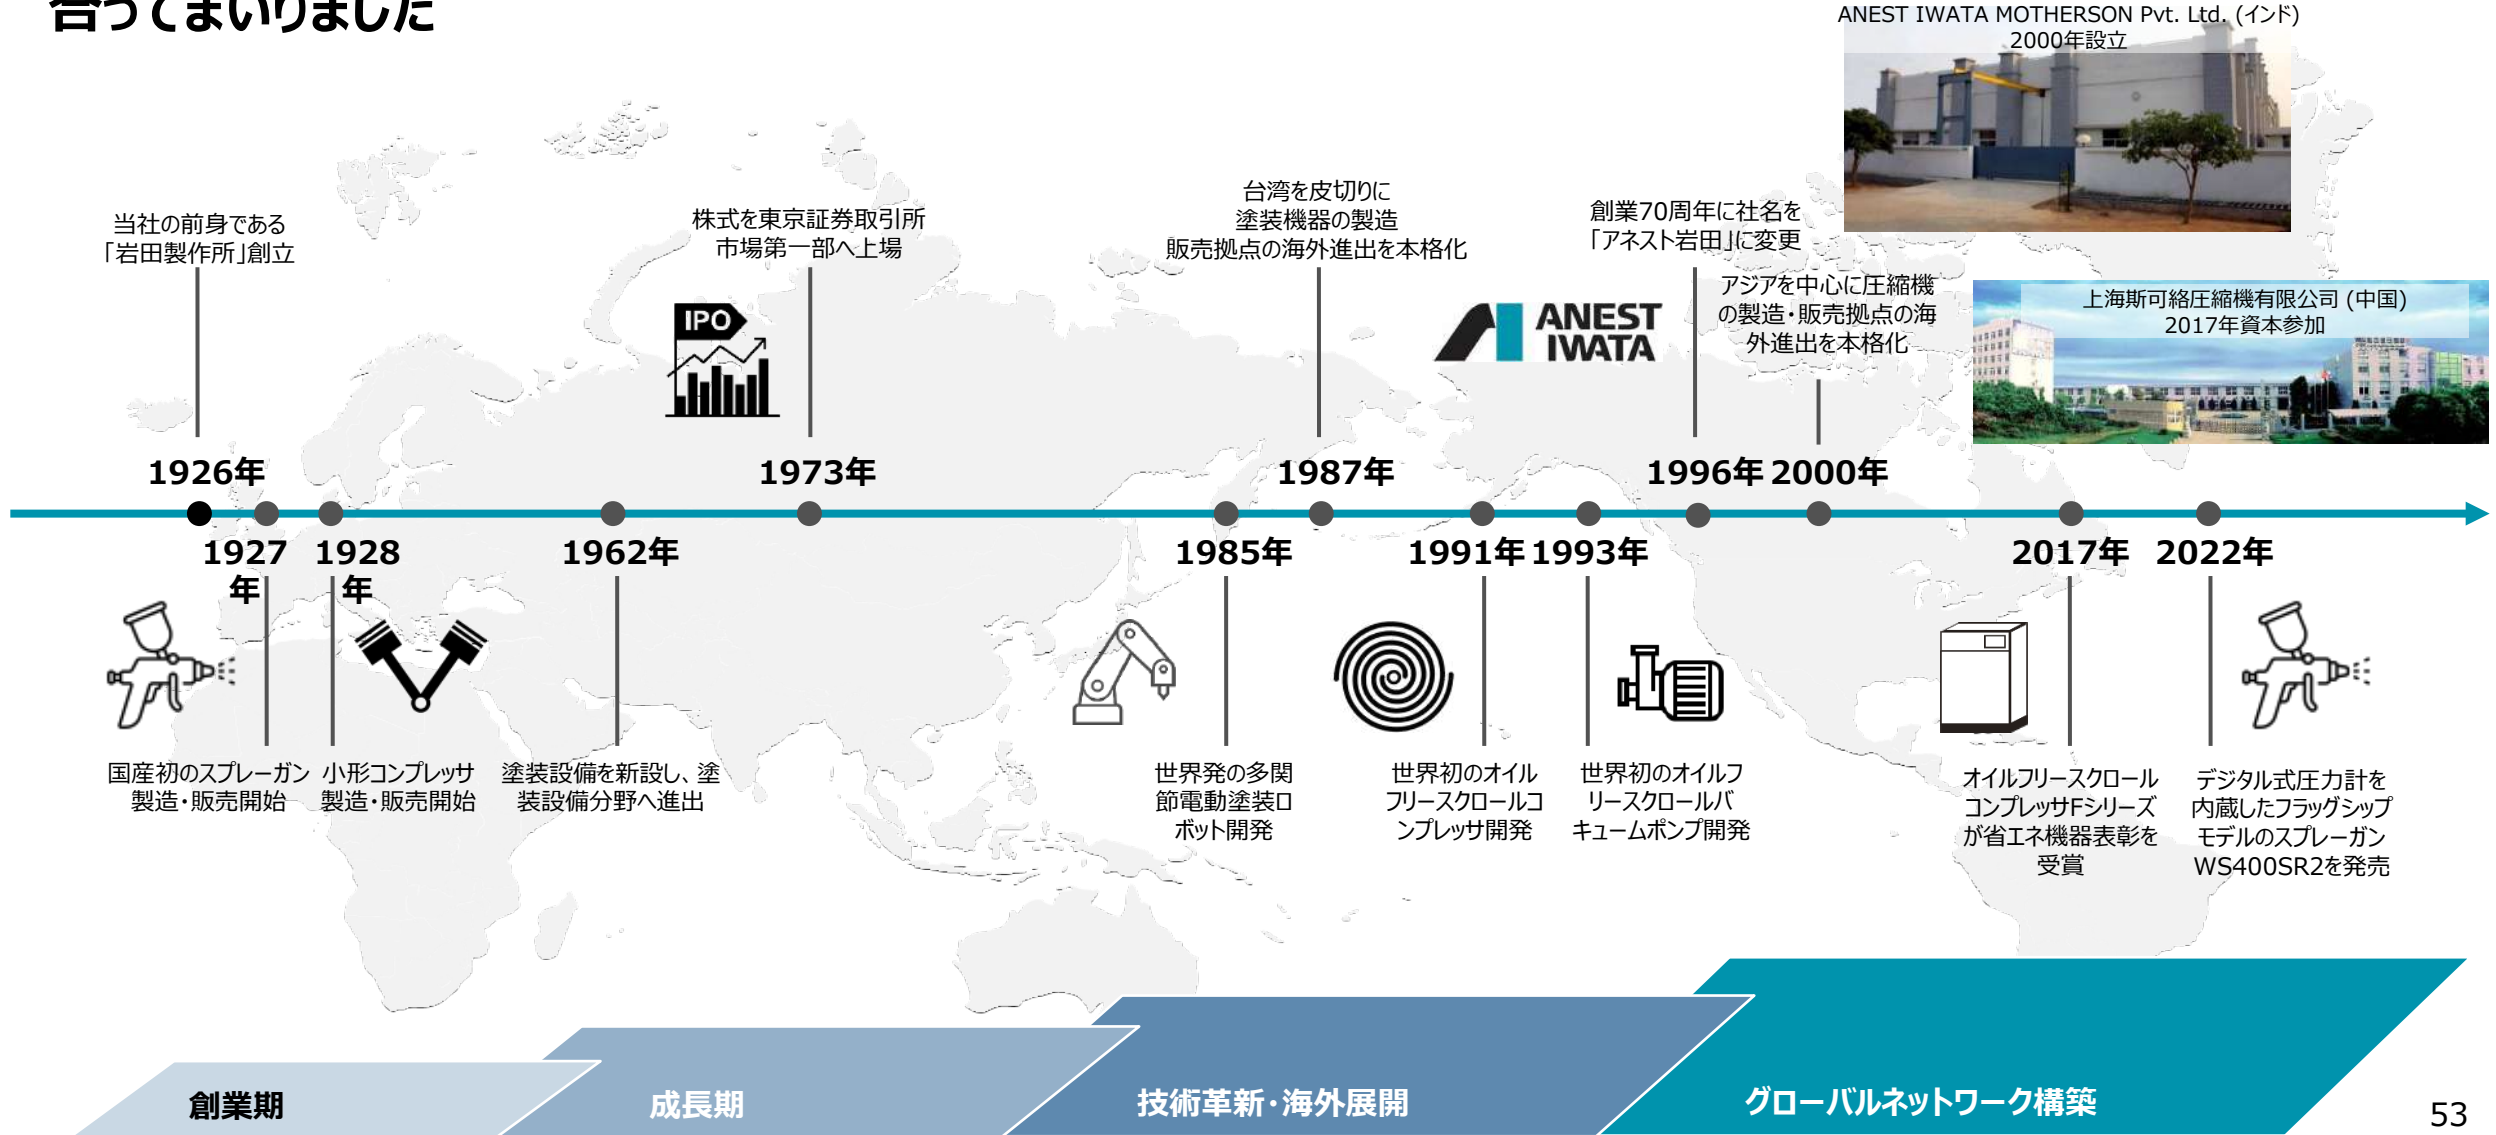 合ってまいりました
ANEST IWATA MOTHERSON Pvt. Ltd. (インド)
2000年設立
当社の前身である
「岩田製作所」創立
株式を東京証券取引所
市場第一部へ上場
台湾を皮切りに
塗装機器の製造
販売拠点の海外進出を本格化
創業70周年に社名を
「アネスト岩田」に変更
アジアを中心に圧縮機
の製造・販売拠点の海
外進出を本格化
上海斯可絡圧縮機有限公司 (中国)
2017年資本参加
IPO
ANEST
IWATA
1926年
1973年
1987年
1996年
2000年
1927
年
1928
年
1962年
1985年
1991年
1993年
2017年
2022年
国産初のスプレーガン
製造・販売開始
小形コンプレッサ
製造・販売開始
塗装設備を新設し、塗
装設備分野へ進出
世界発の多関
節電動塗装ロ
ボット開発
世界初のオイル
フリースクロールコ
ンプレッサ開発
世界初のオイルフ
リースクロールバ
キュームポンプ開発
オイルフリースクロール
コンプレッサFシリーズ
が省エネ機器表彰を
受賞
デジタル式圧力計を
内蔵したフラッグシップ
モデルのスプレーガン
WS400SR2を発売
創業期
成長期
技術革新・海外展開
グローバルネットワーク構築
53